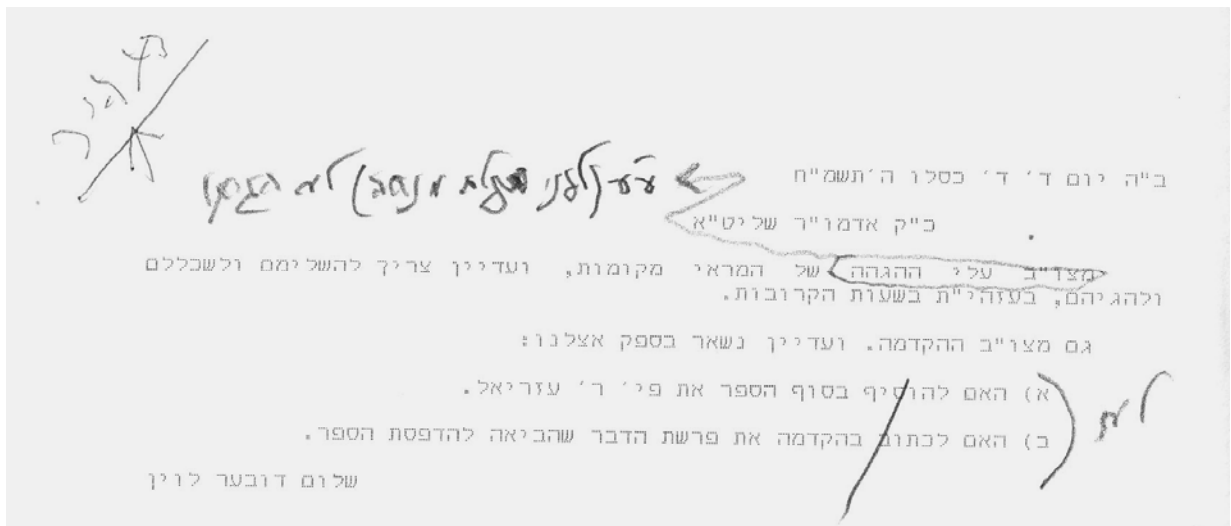 ב"ה יום ד' ד' כסלו ה'תשמ"ח
כ"ק אדמו"ר שליט"א
מצו"ב עלי ההגהה של המראי מקומות, ועדיין צריך להשלימם ולשכללם
ולהגיהם, בעזהי"ת בשעות הקרובות.
גם מצו"ב ההקדמה. ועדיין נשאר בספק אצלנו:
א) האם להוסיף בסוף הספר את פי' ר' עזריאל.
ב) האם לכתוב בהקדמה את פרשת הדבר שהביאה להדפסת הספר.
שלום דובער לוין